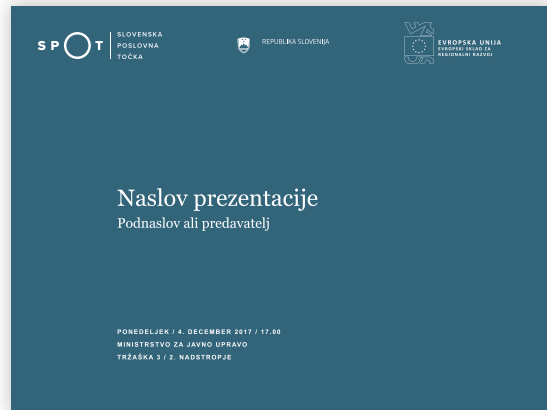 SPOT
SLOVENSKA
POSLOVNA
TOČKA
REPUBLIKA SLOVENIJA
EVROPSKA UNIJA
EVROPSKI SKLAD ZA
REGIONALNI RAZVOJ
Naslov prezentacije
Podnaslov ali predavatelj
PONEDELJEK / 4. DECEMBER 2017 / 17.00
MINISTRSTVO ZA JAVNO UPRAVO
TRŽAŠKA 3 / 2. NADSTROPJE